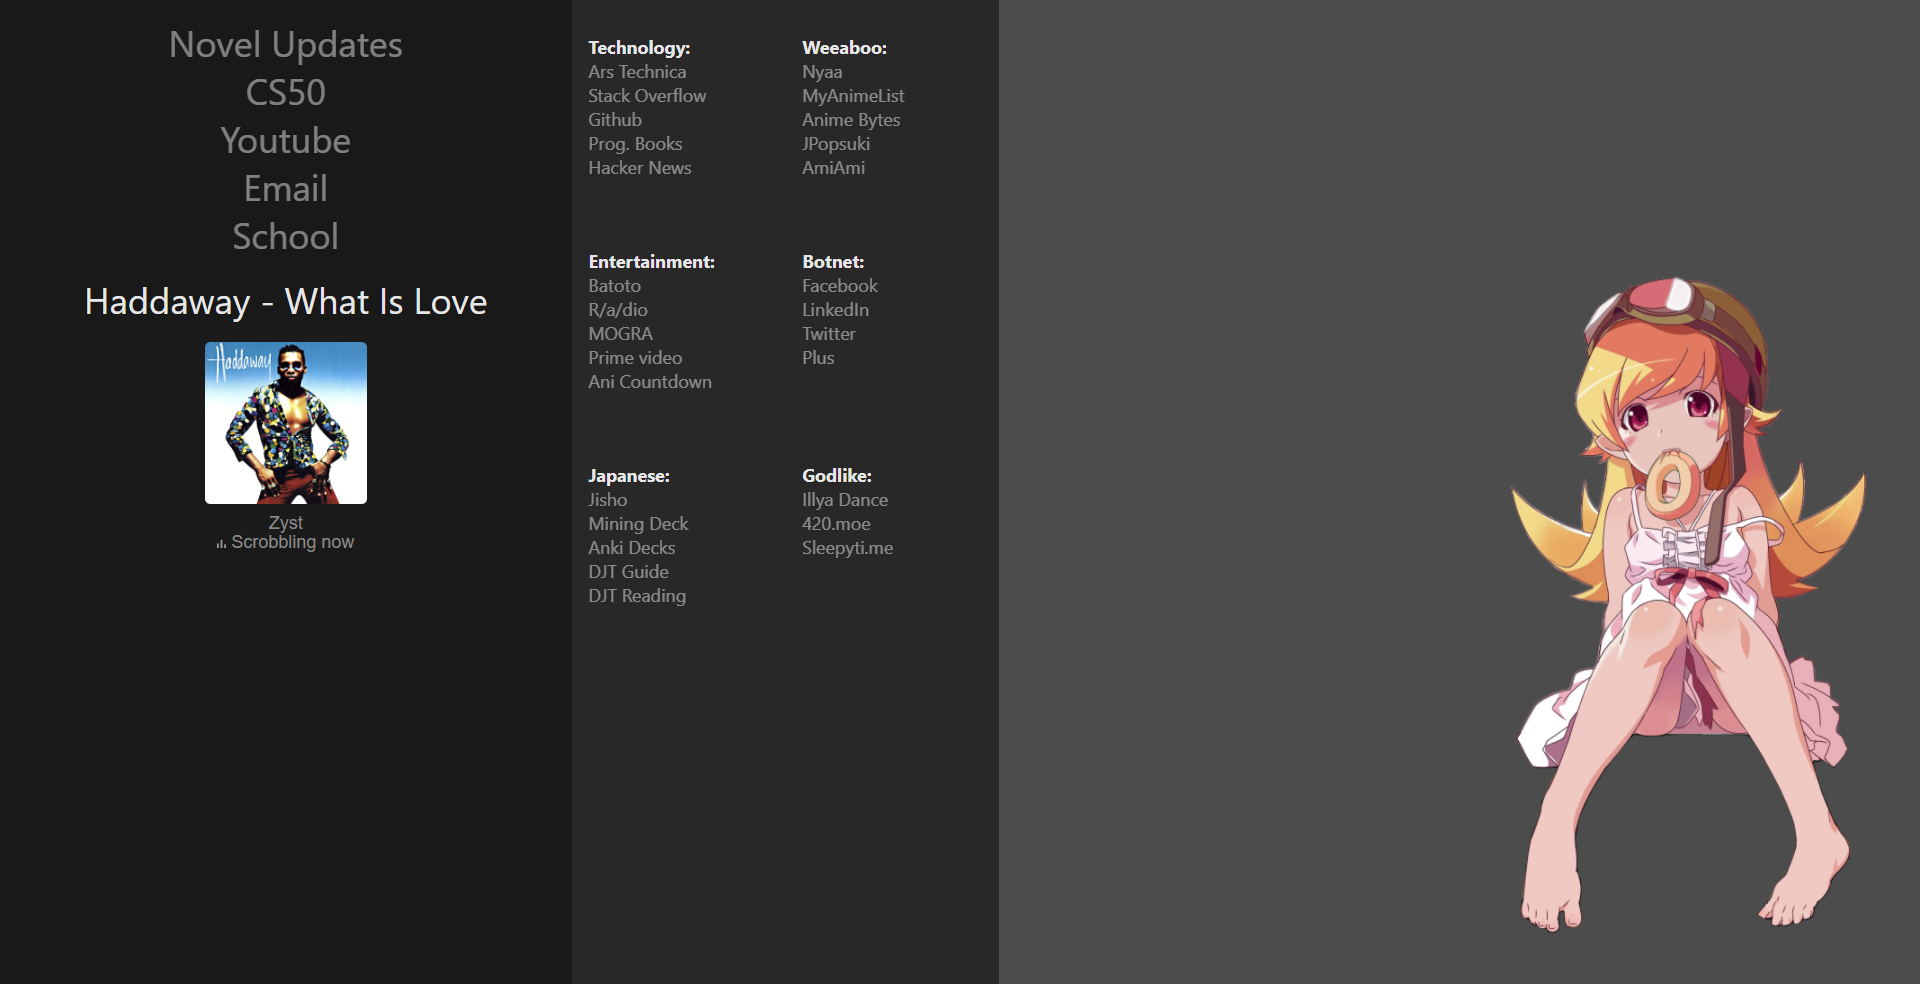 Novel Updates
CS50
Youtube
Email
School
Haddaway - What Is Love
Haddaway
Zyst
Scrobbling now
Technology:
Ars Technica
Stack Overflow
Github
Prog. Books
Hacker News
Weeaboo:
Nyaa
MyAnimeList
Anime Bytes
JPopsuki
AmiAmi
Entertainment:
Batoto
R/a/dio
MOGRA
Prime video
Ani Countdown
Botnet:
Facebook
LinkedIn
Twitter
Plus
Japanese:
Jisho
Mining Deck
Anki Decks
DJT Guide
DJT Reading
Godlike:
Illya Dance
420.moe
Sleepyti.me